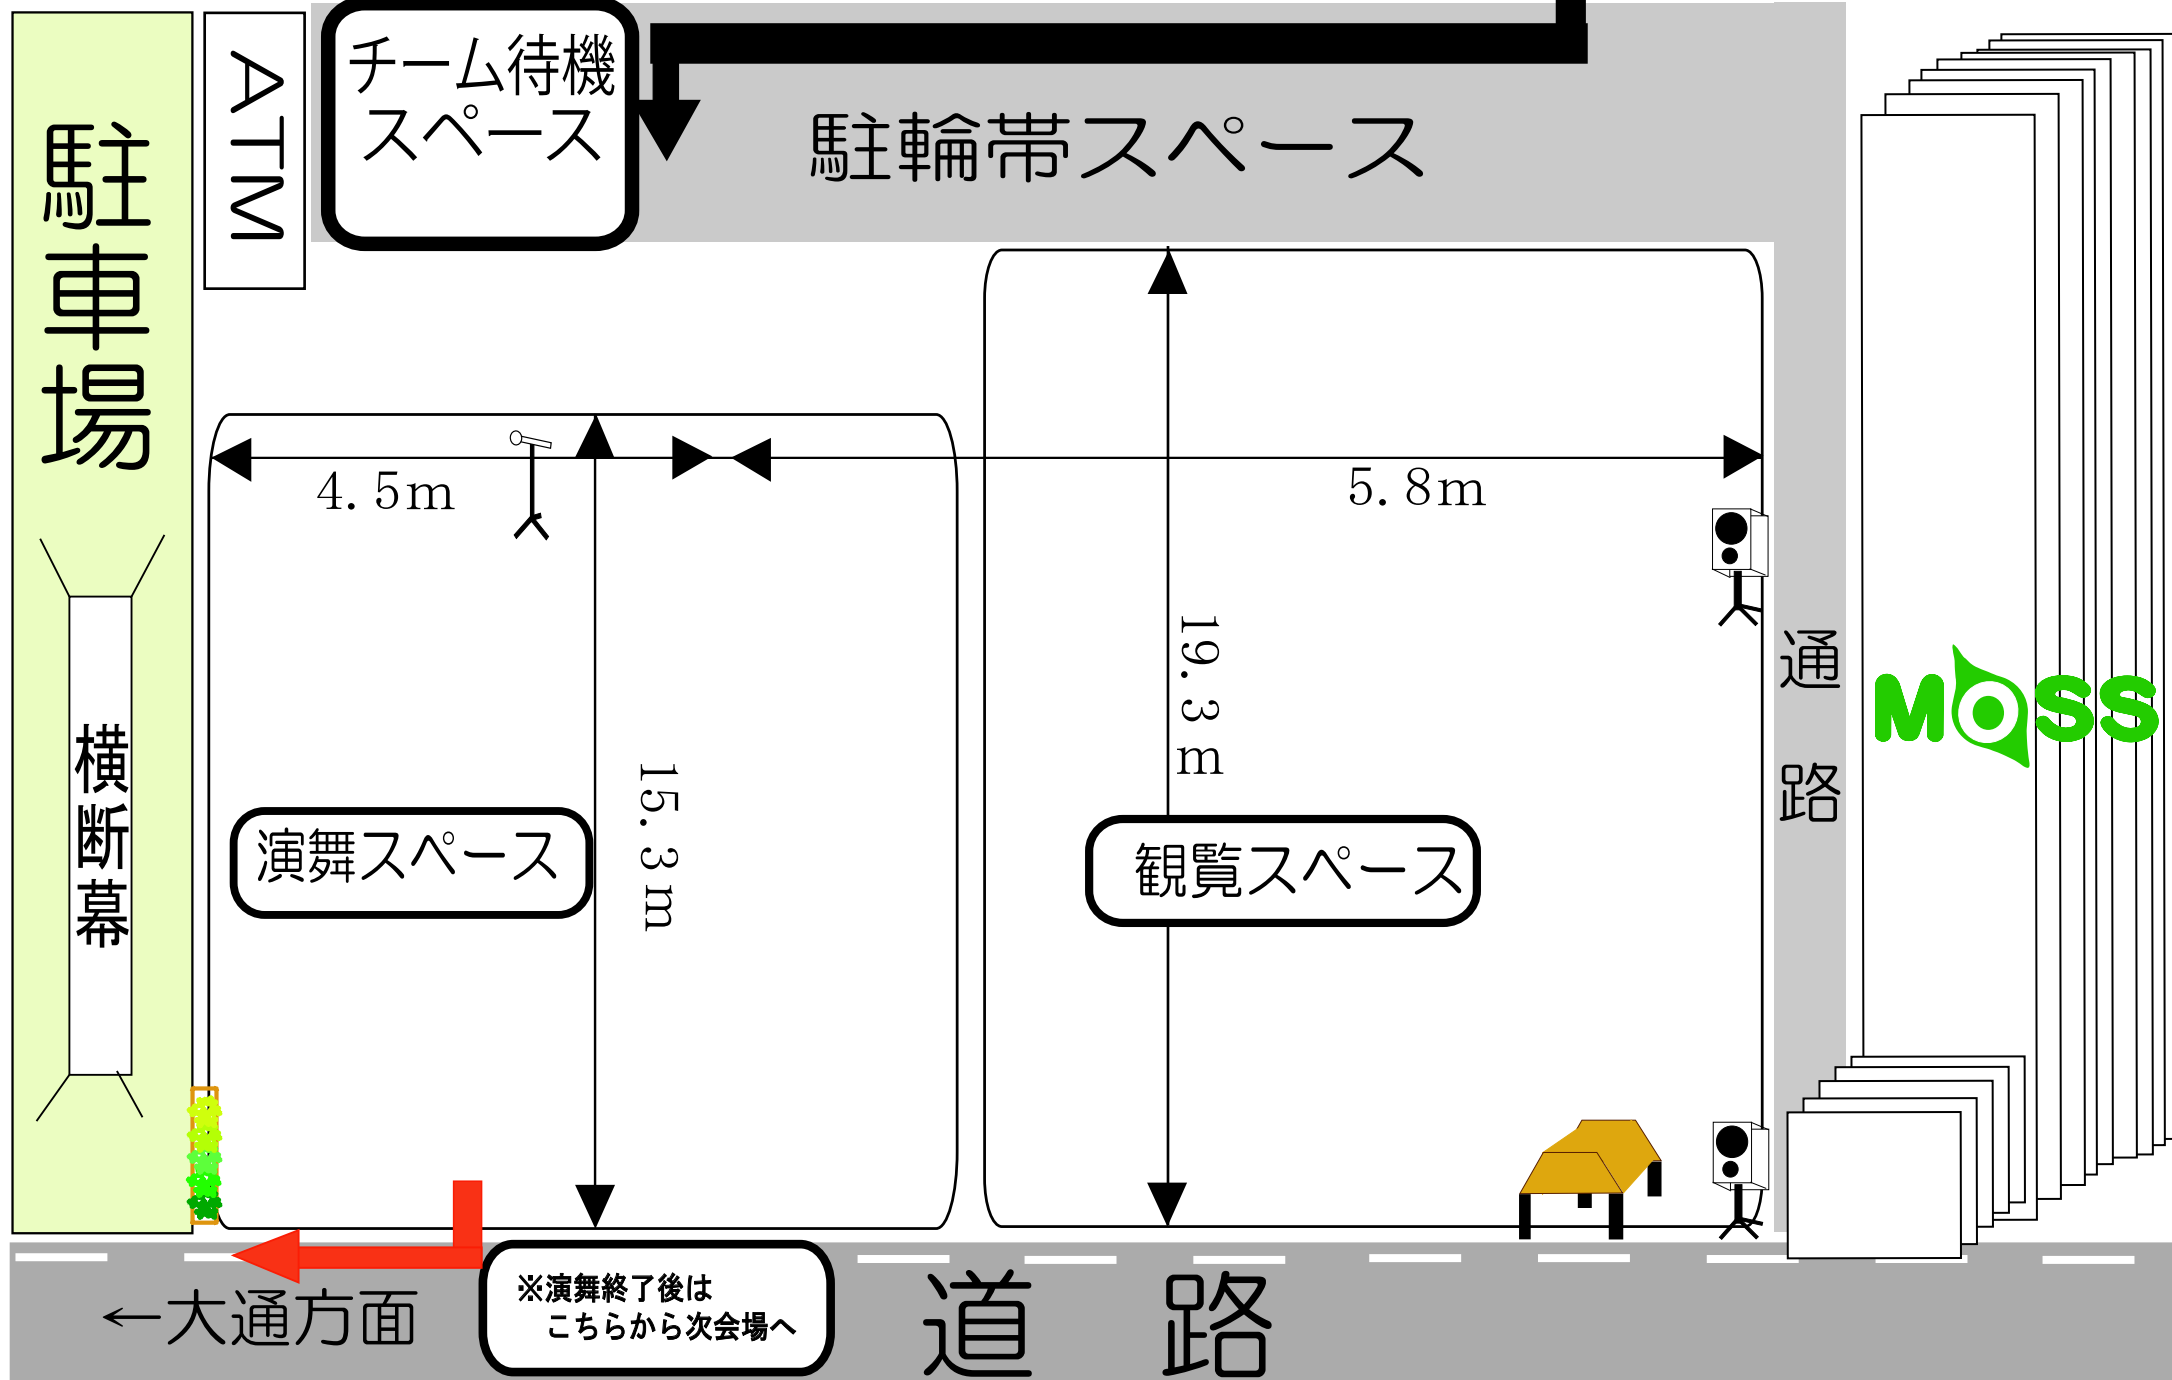 チーム待機
スペース
駐輪帯スペース
ATM
駐車場
4.5m
5.8m
19.3m
15.3m
通路
MOSS
横断幕
演舞スペース
観覧スペース
←大通方面
※演舞終了後は
こちらから次会場へ
道路